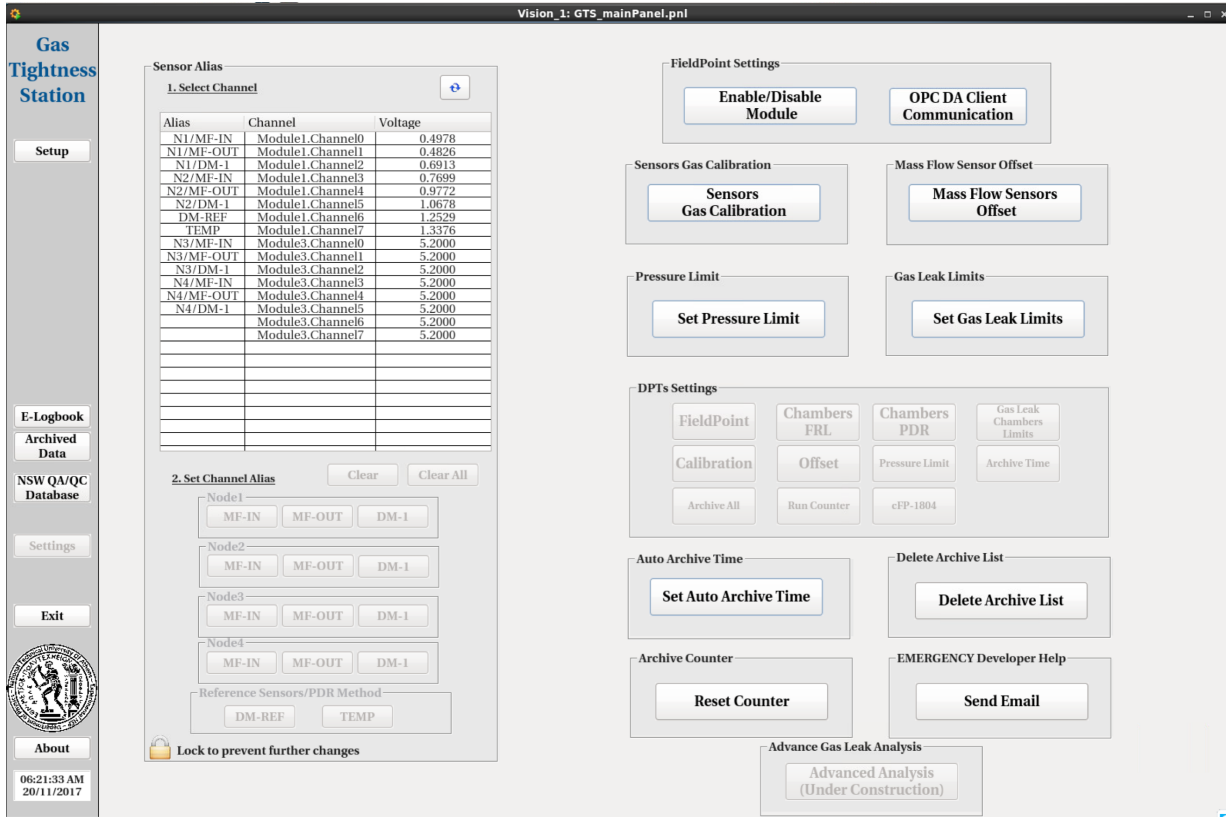 Vision_1: GTS_mainPanel.pnl
Gas
Tightness
Station
Setup
E-Logbook
Archived
Data
NSW QA/QC
Database
Settings
Exit
About
06:21:33 AM
20/11/2017
Sensor Alias
1. Select Channel
Alias Channel Voltage
N1/MF-IN Module1.Channel0 0.4978
N1/MF-OUT Module1.Channel1 0.4826
N1/DM-1 Module1.Channel2 0.6913
N2/MF-IN Module1.Channel3 0.7699
N2/MF-OUT Module1.Channel4 0.9772
N2/DM-1 Module1.Channel5 1.0678
DM-REF Module1.Channel6 1.2529
TEMP Module1.Channel7 1.3376
N3/MF-IN Module3.Channel0 5.2000
N3/MF-OUT Module3.Channel1 5.2000
N3/DM-1 Module3.Channel2 5.2000
N4/MF-IN Module3.Channel3 5.2000
N4/MF-OUT Module3.Channel4 5.2000
N4/DM-1 Module3.Channel5 5.2000
Module3.Channel6 5.2000
Module3.Channel7 5.2000
2. Set Channel Alias Clear Clear All
Node1
MF-IN MF-OUT DM-1
Node2
MF-IN MF-OUT DM-1
Node3
MF-IN MF-OUT DM-1
Node4
MF-IN MF-OUT DM-1
Reference Sensors/PDR Method
DM-REF TEMP
Lock to prevent further changes
FieldPoint Settings
Enable/Disable
Module
OPC DA Client
Communication
Sensors Gas Calibration
Sensors
Gas Calibration
Mass Flow Sensor Offset
Mass Flow Sensors
Offset
Pressure Limit
Set Pressure Limit
Gas Leak Limits
Set Gas Leak Limits
DPTs Settings
FieldPoint
Chambers
FRL
Chambers
PDR
Gas Leak
Chambers
Limits
Calibration Offset Pressure Limit Archive Time
Archive All Run Counter cFP-1804
Auto Archive Time
Set Auto Archive Time
Delete Archive List
Delete Archive List
Archive Counter
Reset Counter
EMERGENCY Developer Help
Send Email
Advance Gas Leak Analysis
Advanced Analysis
(Under Construction)